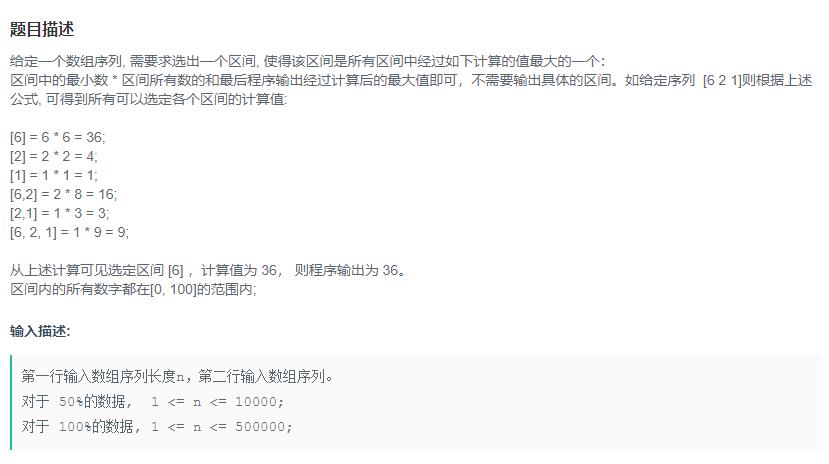 题目描述
给定一个数组序列, 需要求选出一个区间, 使得该区间是所有区间中经过如下计算的值最大的一个：
区间中的最小数 * 区间所有数的和最后程序输出经过计算后的最大值即可，不需要输出具体的区间。如给定序列  [6 2 1]则根据上述
公式, 可得到所有可以选定各个区间的计算值:
[6] = 6 * 6 = 36;
[2] = 2 * 2 = 4;
[1] = 1 * 1 = 1;
[6,2] = 2 * 8 = 16;
[2,1] = 1 * 3 = 3;
[6, 2, 1] = 1 * 9 = 9;
从上述计算可见选定区间 [6] ，计算值为 36， 则程序输出为 36。
区间内的所有数字都在[0, 100]的范围内;
输入描述:
第一行输入数组序列长度n，第二行输入数组序列。
对于 50%的数据,  1 <= n <= 10000;
对于 100%的数据, 1 <= n <= 500000;